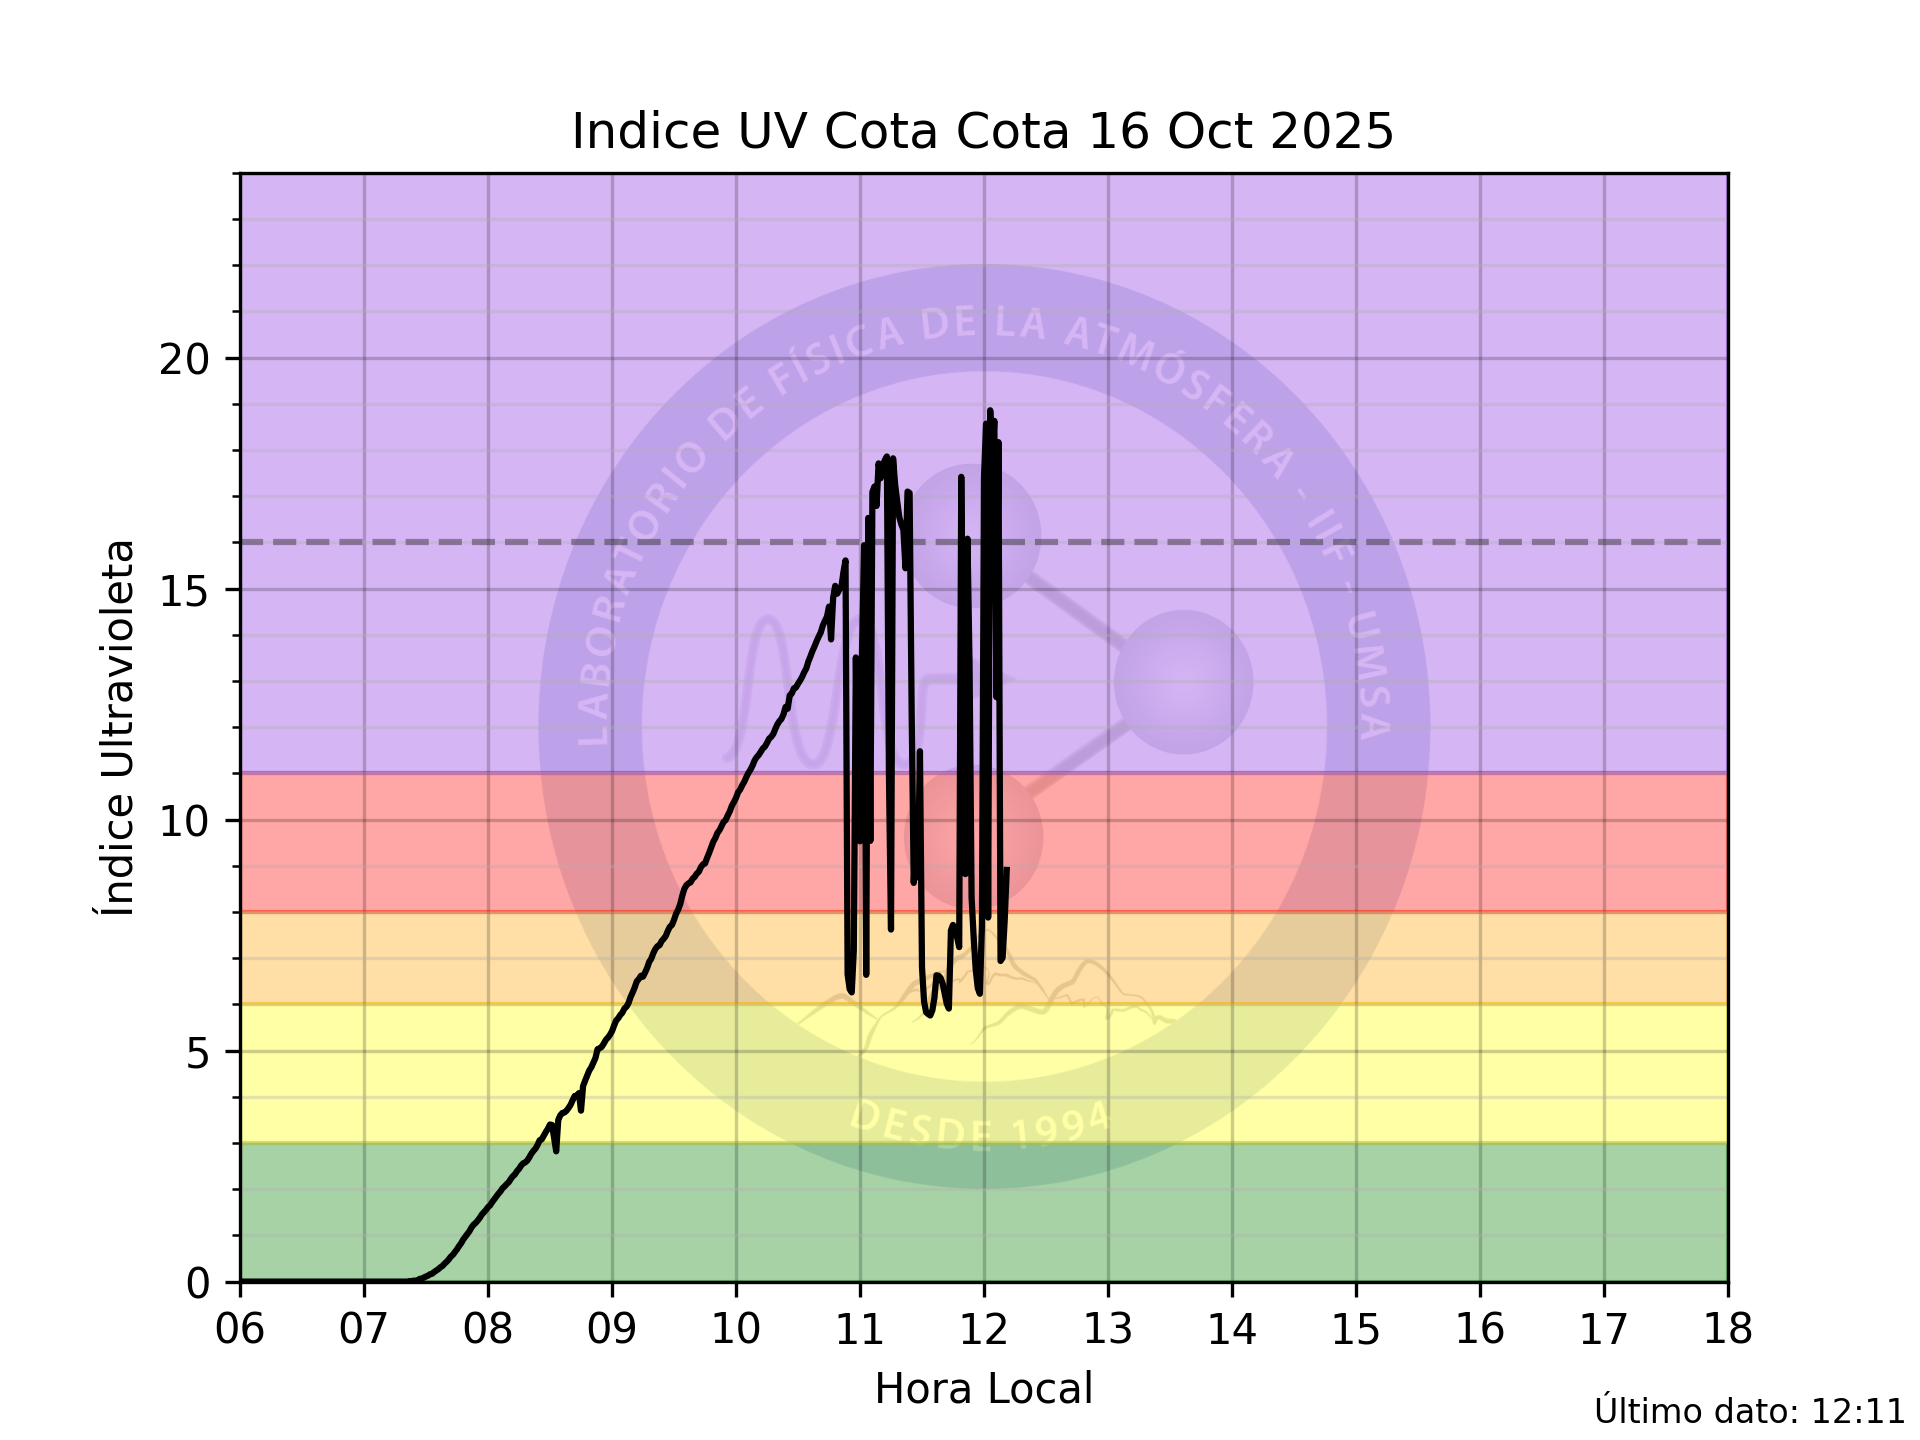 Indice UV Cota Cota 16 Oct 2025
Índice Ultravioleta
20
15
10
5
0
LABORATORIO DE FÍSICA DE LA ATMÓSFERA - IIF - UMSA
DESDE 1994
06 07 08 09 10 11 12 13 14 15 16 17 18
Hora Local
Último dato: 12:11